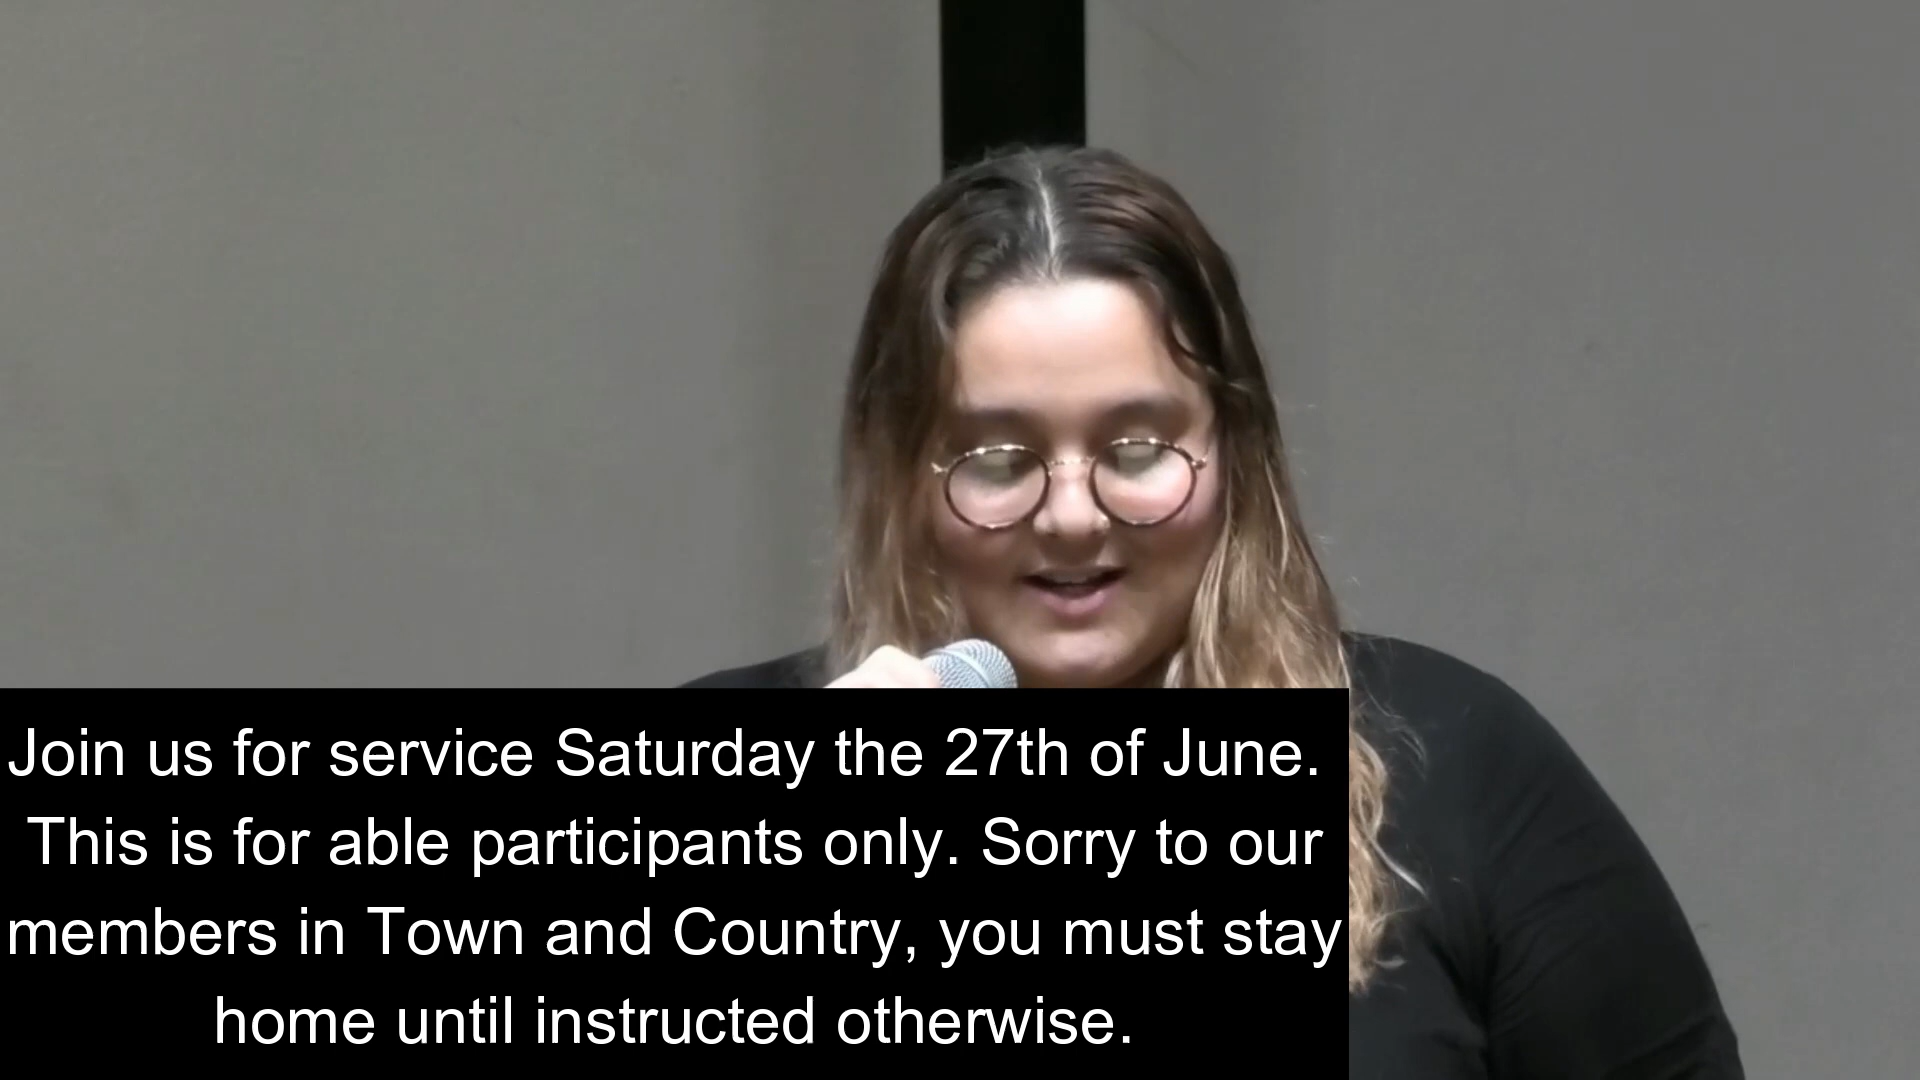 Join us for service Saturday the 27th of June.
This is for able participants only. Sorry to our
members in Town and Country, you must stay
home until instructed otherwise.